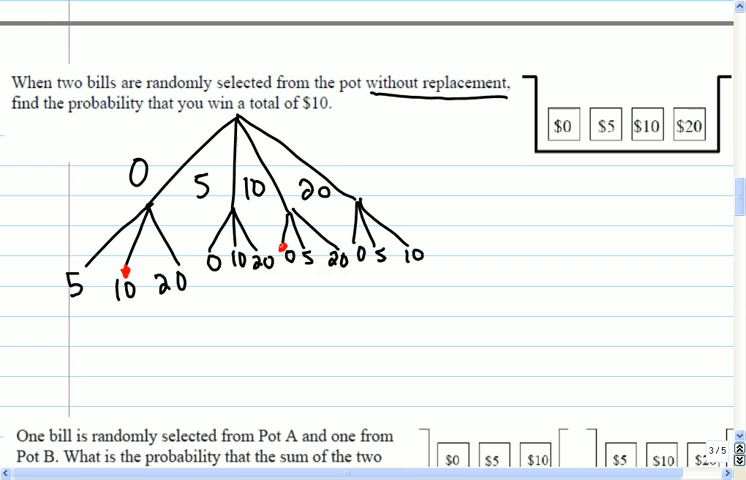 When two bills are randomly selected from the pot without replacement,
find the probability that you win a total of $10.
$0 $5 $10 $20
0 5 10 20
5 10 20 0 10 20 0 5 20 0 5 10
One bill is randomly selected from Pot A and one from
Pot B. What is the probability that the sum of the two
$0 $5 $10 $5 $10
3 / 5